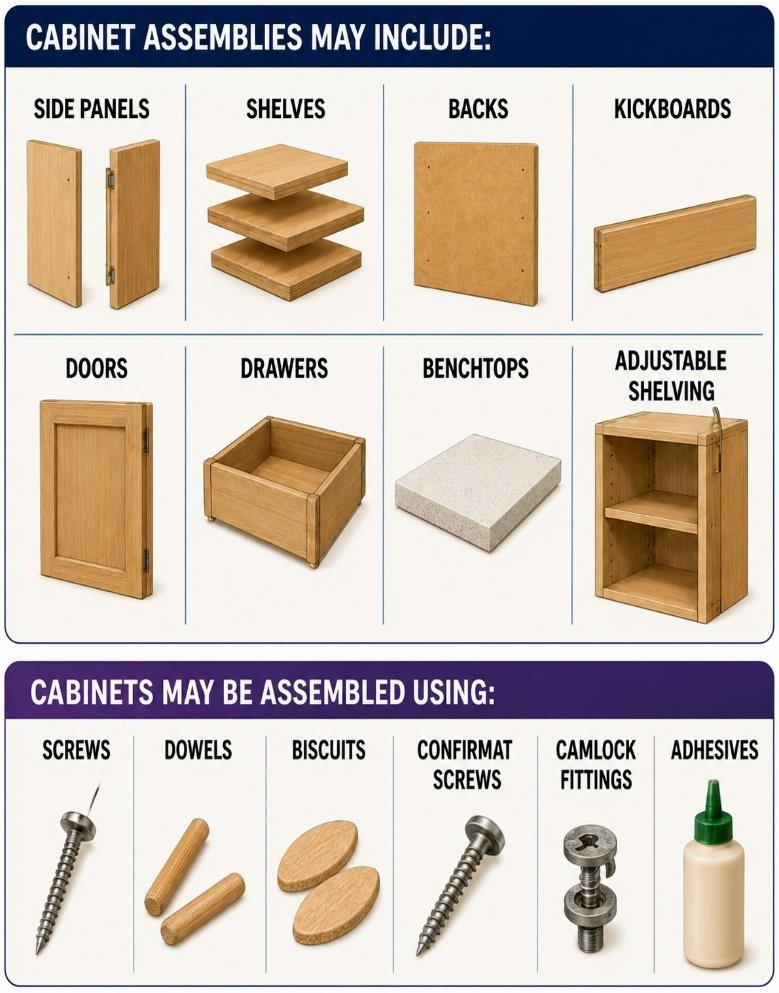 CABINET ASSEMBLIES MAY INCLUDE:
SIDE PANELS
SHELVES
BACKS
KICKBOARDS
DOORS
DRAWERS
BENCHTOPS
ADJUSTABLE
SHELVING
CABINETS MAY BE ASSEMBLED USING:
SCREWS
DOWELS
BISCUITS
CONFIRMAT
SCREWS
CAMLOCK
FITTINGS
ADHESIVES